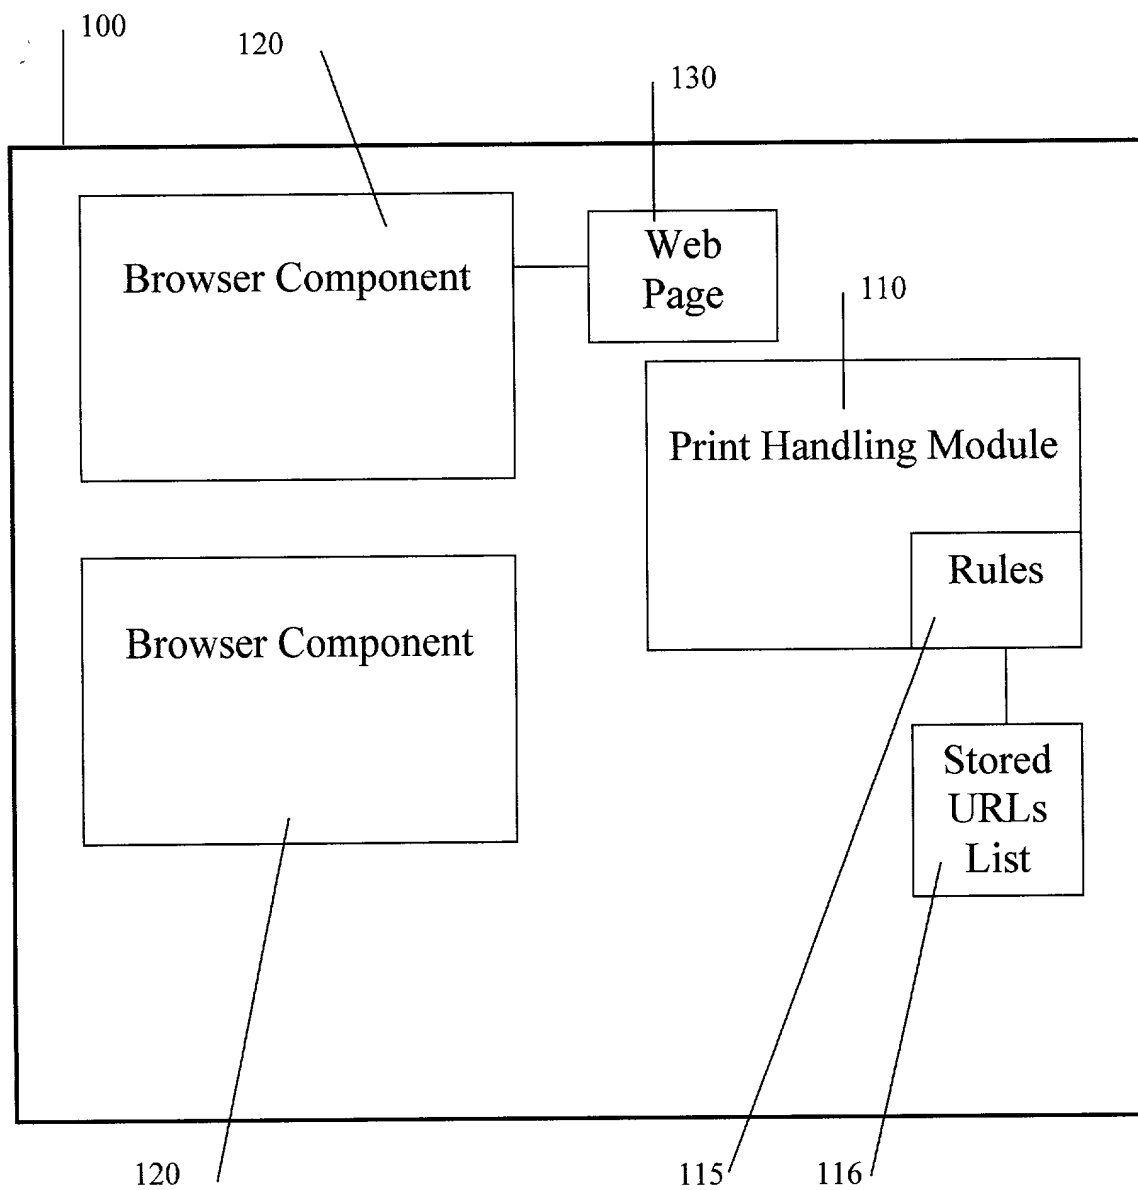 100
120
130
Browser Component
Web
Page
110
Print Handling Module
Rules
Browser Component
Stored
URLs
List
120
115
116